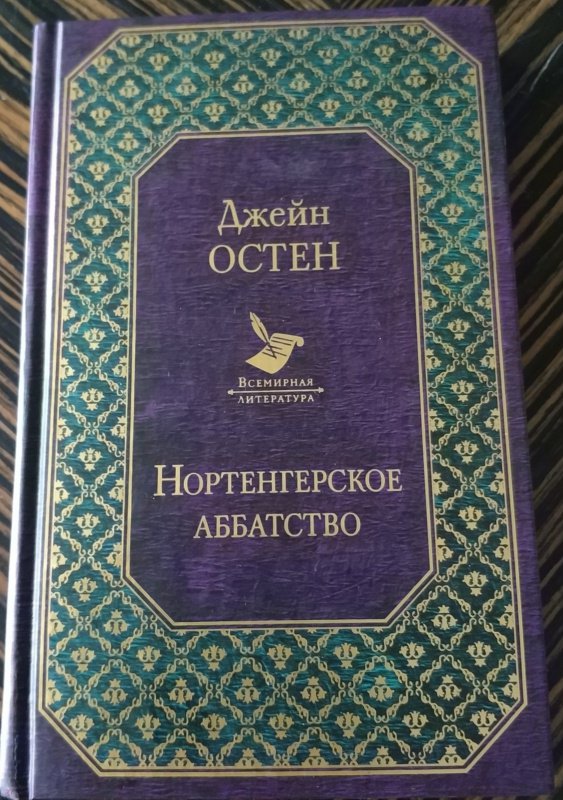 Джейн
ОСТЕН
Всемирная
литература
Нортенгерское
аббатство